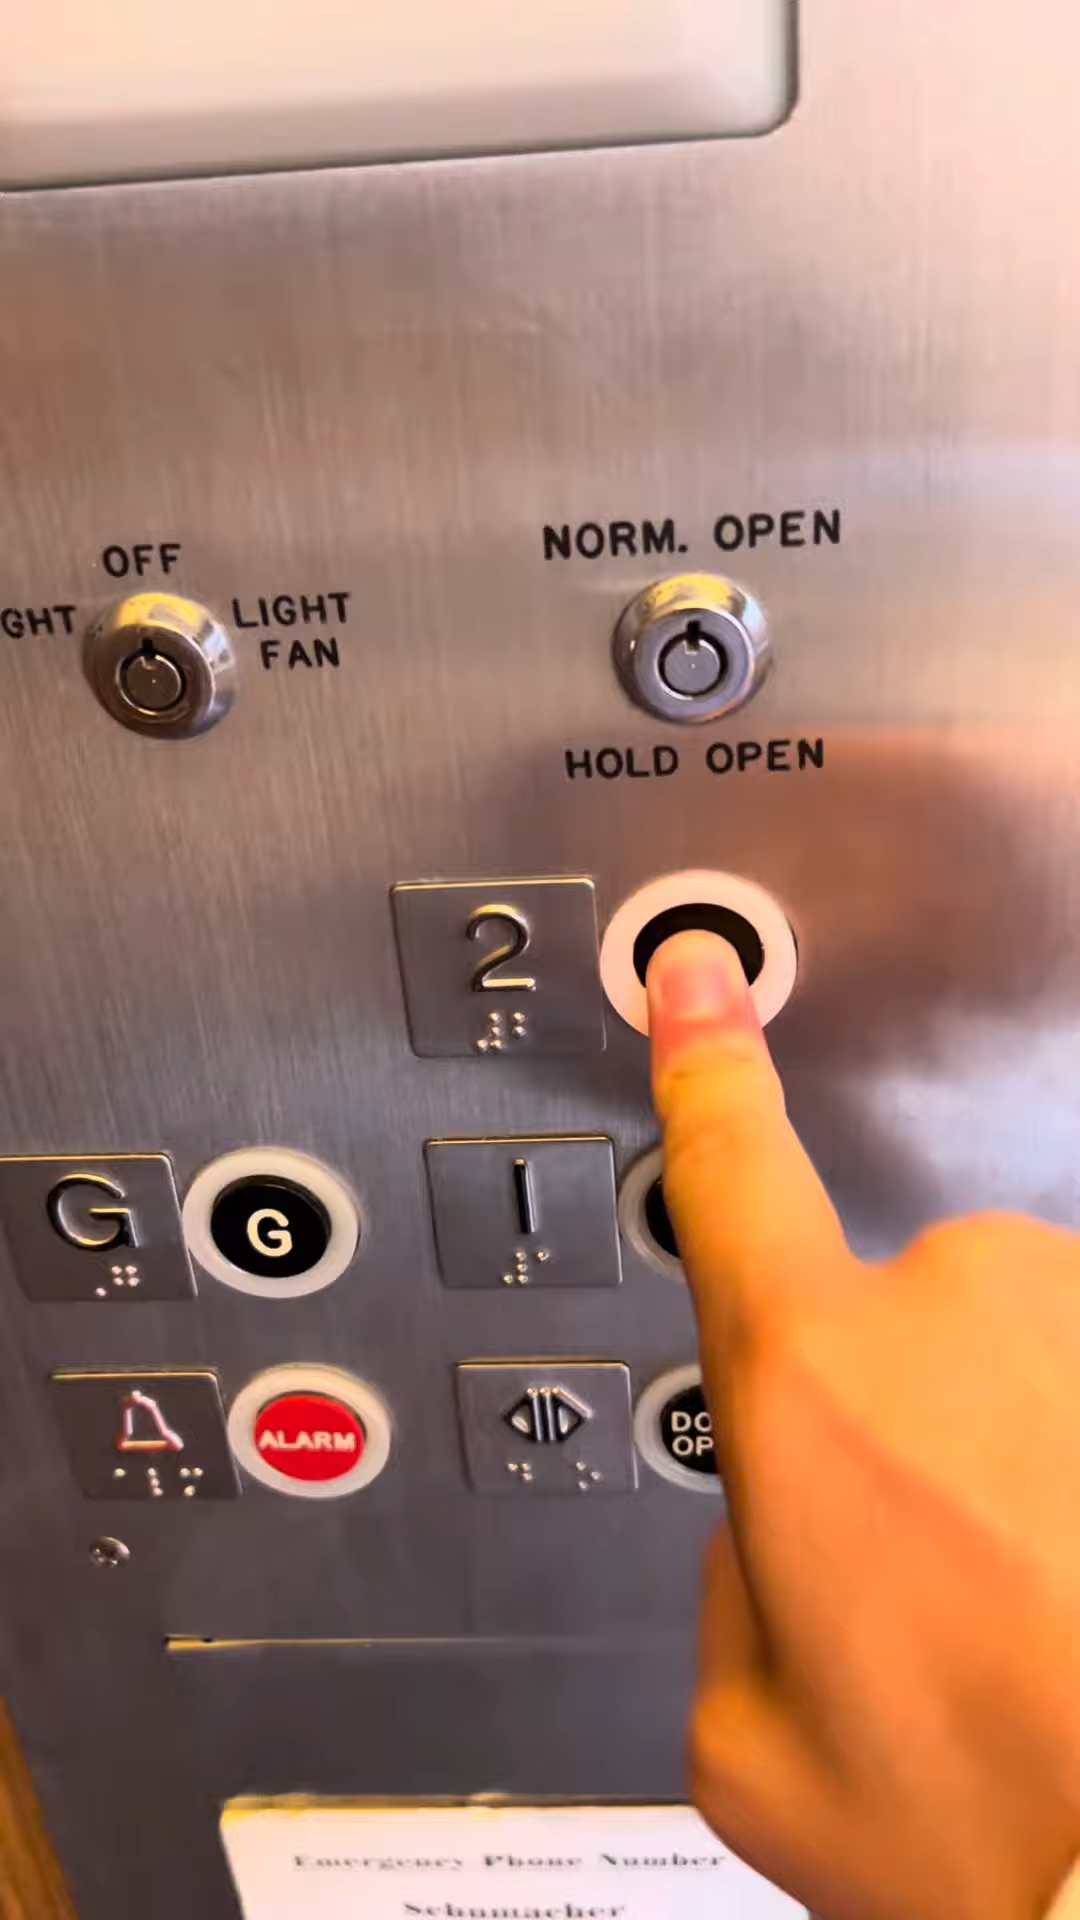 OFF
GHT
LIGHT
FAN
NORM. OPEN
HOLD OPEN
2
G
G
1
ALARM
DO
OP
Emergency Phone Number
Schumacher